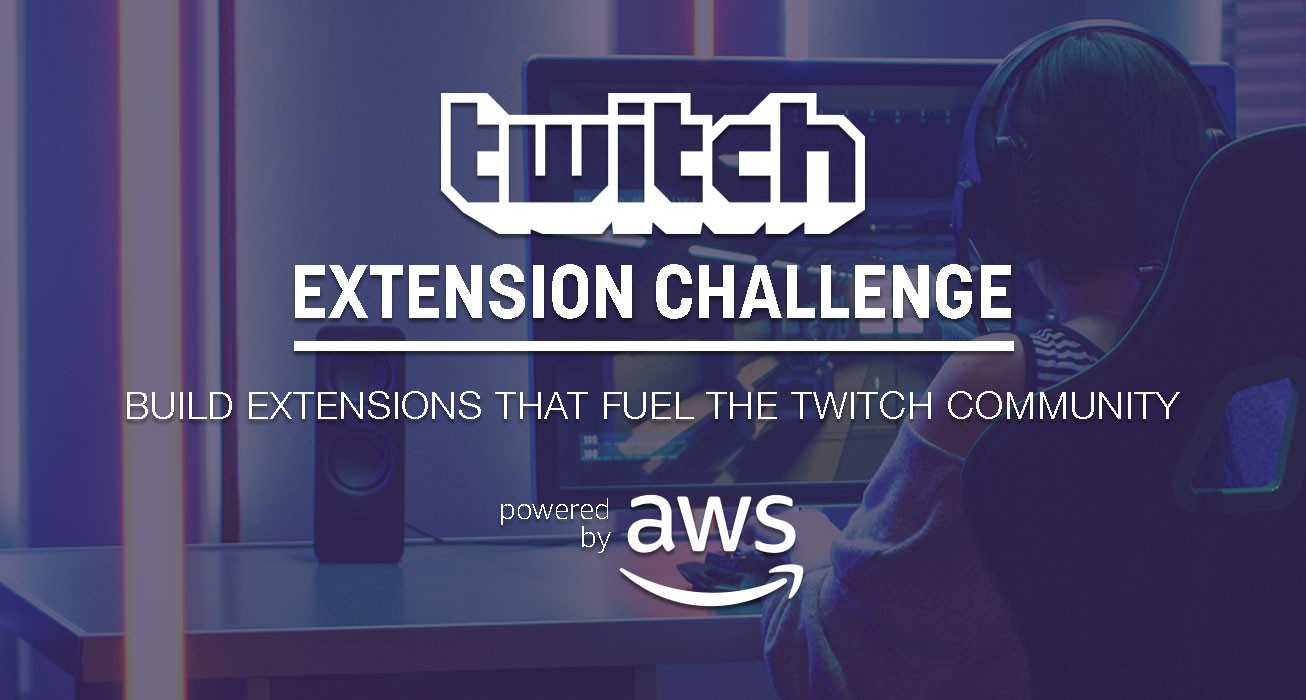 twitch
EXTENSION CHALLENGE
BUILD EXTENSIONS THAT FUEL THE TWITCH COMMUNITY
powered
by
aws